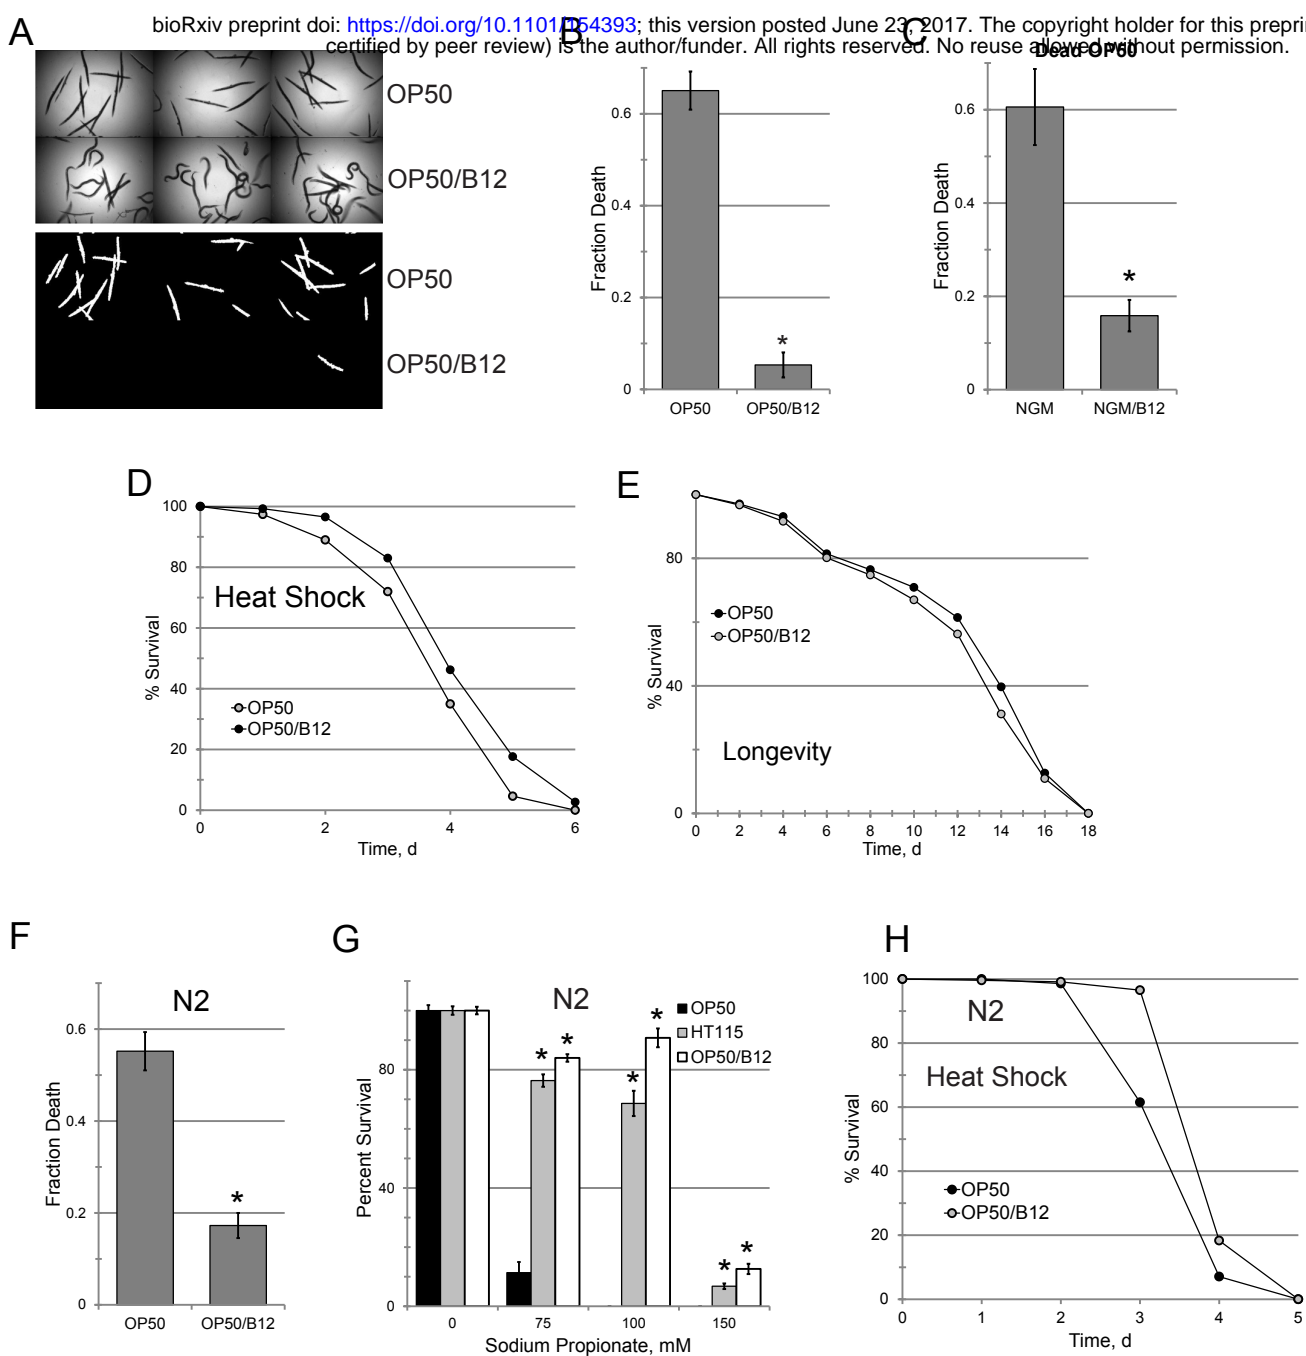 bioRxiv preprint doi: https://doi.org/10.1101/154393; this version posted June 23, 2017. The copyright holder for this prepri
certified by peer review) is the author/funder. All rights reserved. No reuse allowed without permission.
A
OP50
OP50/B12
OP50
OP50/B12
B
Fraction Death
0.6
0.4
0.2
0
*
OP50 OP50/B12
C
Dead OP50
Fraction Death
0.6
0.4
0.2
0
*
NGM NGM/B12
D
% Survival
100
80
60
40
20
0
Heat Shock
OP50
OP50/B12
0 2 4 6
Time, d
E
% Survival
80
40
0
OP50
OP50/B12
Longevity
0 2 4 6 8 10 12 14 16 18
Time, d
F
N2
Fraction Death
0.6
0.4
0.2
0
*
OP50 OP50/B12
G
N2
Percent Survival
80
40
0
OP50
HT115
OP50/B12
* * * * * *
0 75 100 150
Sodium Propionate, mM
H
% Survival
100
80
60
40
20
0
N2
Heat Shock
OP50
OP50/B12
0 1 2 3 4 5
Time, d